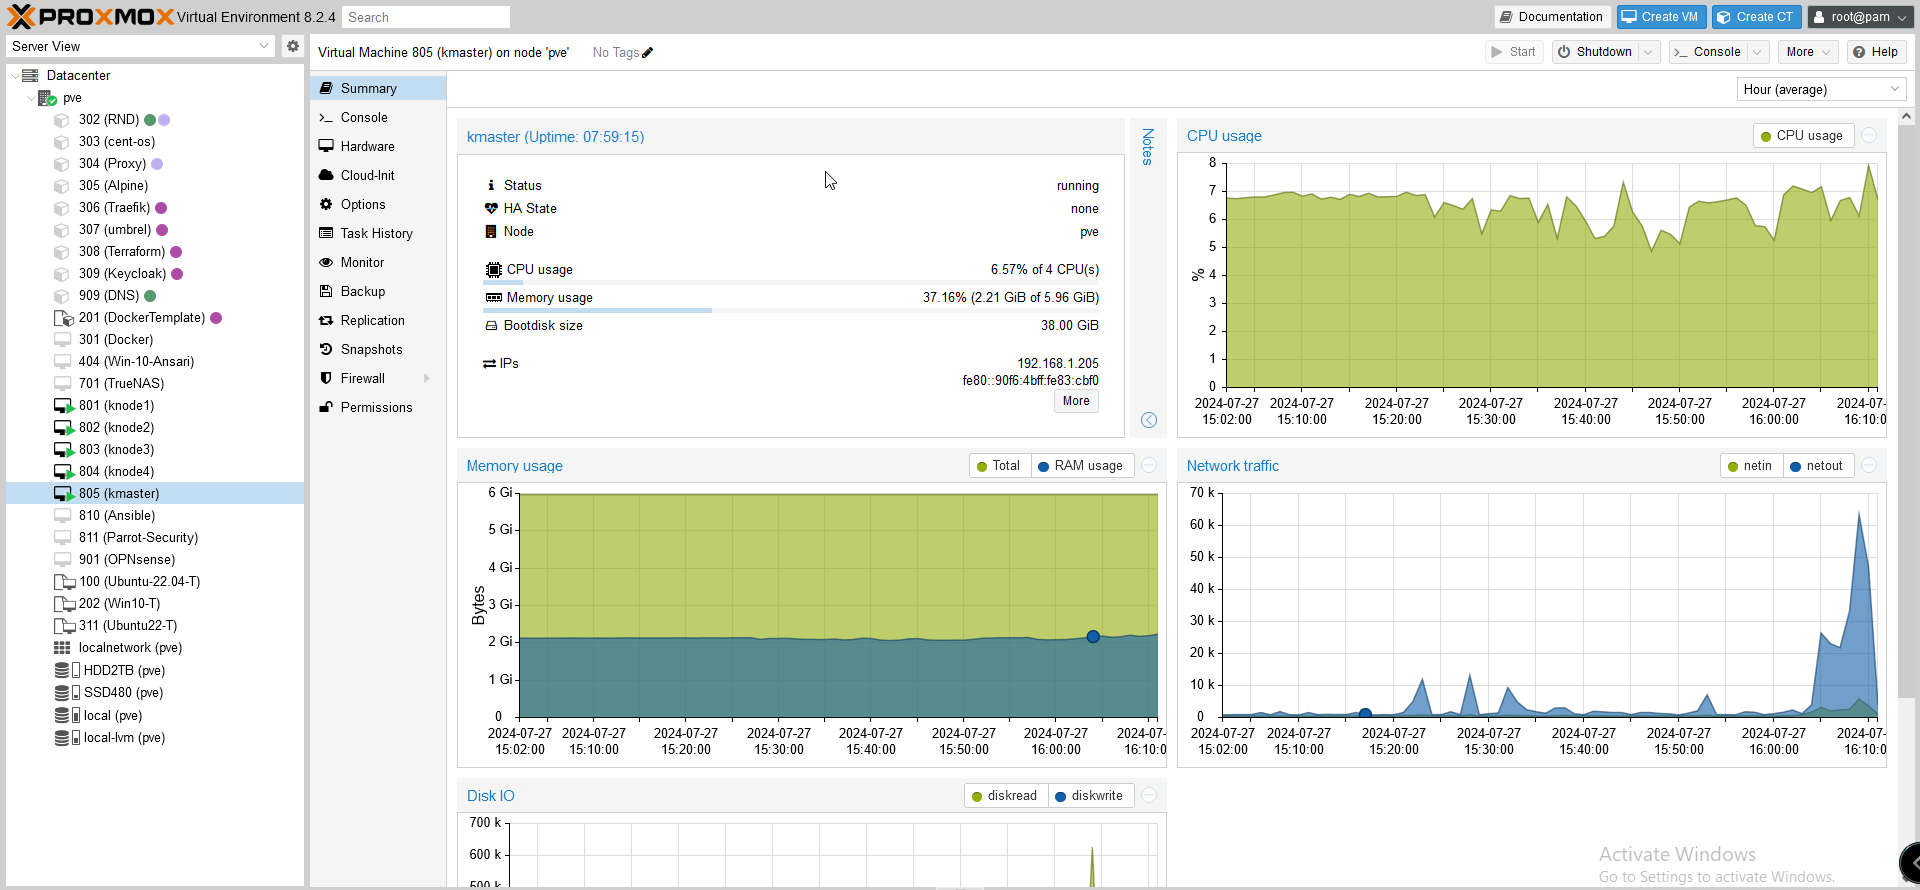 PROXMOX Virtual Environment 8.2.4 Search Documentation Create VM Create CT root@pam
Server View
Datacenter
pve
302 (RND)
303 (cent-os)
304 (Proxy)
305 (Alpine)
306 (Traefik)
307 (umbrel)
308 (Terraform)
309 (Keycloak)
909 (DNS)
201 (DockerTemplate)
301 (Docker)
404 (Win-10-Ansari)
701 (TrueNAS)
801 (knode1)
802 (knode2)
803 (knode3)
804 (knode4)
805 (kmaster)
810 (Ansible)
811 (Parrot-Security)
901 (OPNsense)
100 (Ubuntu-22.04-T)
202 (Win10-T)
311 (Ubuntu22-T)
localnetwork (pve)
HDD2TB (pve)
SSD480 (pve)
local (pve)
local-lvm (pve)
Virtual Machine 805 (kmaster) on node 'pve' No Tags Start Shutdown Console More Help
Summary
Console
Hardware
Cloud-Init
Options
Task History
Monitor
Backup
Replication
Snapshots
Firewall
Permissions
Hour (average)
kmaster (Uptime: 07:59:15)
Status running
HA State none
Node pve
CPU usage 6.57% of 4 CPU(s)
Memory usage 37.16% (2.21 GiB of 5.96 GiB)
Bootdisk size 38.00 GiB
IPs 192.168.1.205
fe80::90f6:4bff:fe83:cbf0
More
Notes
CPU usage CPU usage
8
7
6
5
4
3
2
1
0
%
2024-07-27 2024-07-27 2024-07-27 2024-07-27 2024-07-27 2024-07-27 2024-07-27 2024-07-
15:02:00 15:10:00 15:20:00 15:30:00 15:40:00 15:50:00 16:00:00 16:10:0
Memory usage Total RAM usage
6 Gi
5 Gi
4 Gi
3 Gi
2 Gi
1 Gi
0
Bytes
2024-07-27 2024-07-27 2024-07-27 2024-07-27 2024-07-27 2024-07-27 2024-07-27 2024-07-
15:02:00 15:10:00 15:20:00 15:30:00 15:40:00 15:50:00 16:00:00 16:10:0
Network traffic netin netout
70 k
60 k
50 k
40 k
30 k
20 k
10 k
0
2024-07-27 2024-07-27 2024-07-27 2024-07-27 2024-07-27 2024-07-27 2024-07-27 2024-07-
15:02:00 15:10:00 15:20:00 15:30:00 15:40:00 15:50:00 16:00:00 16:10:0
Disk IO diskread diskwrite
700 k
600 k
500 k
Activate Windows
Go to Settings to activate Windows.